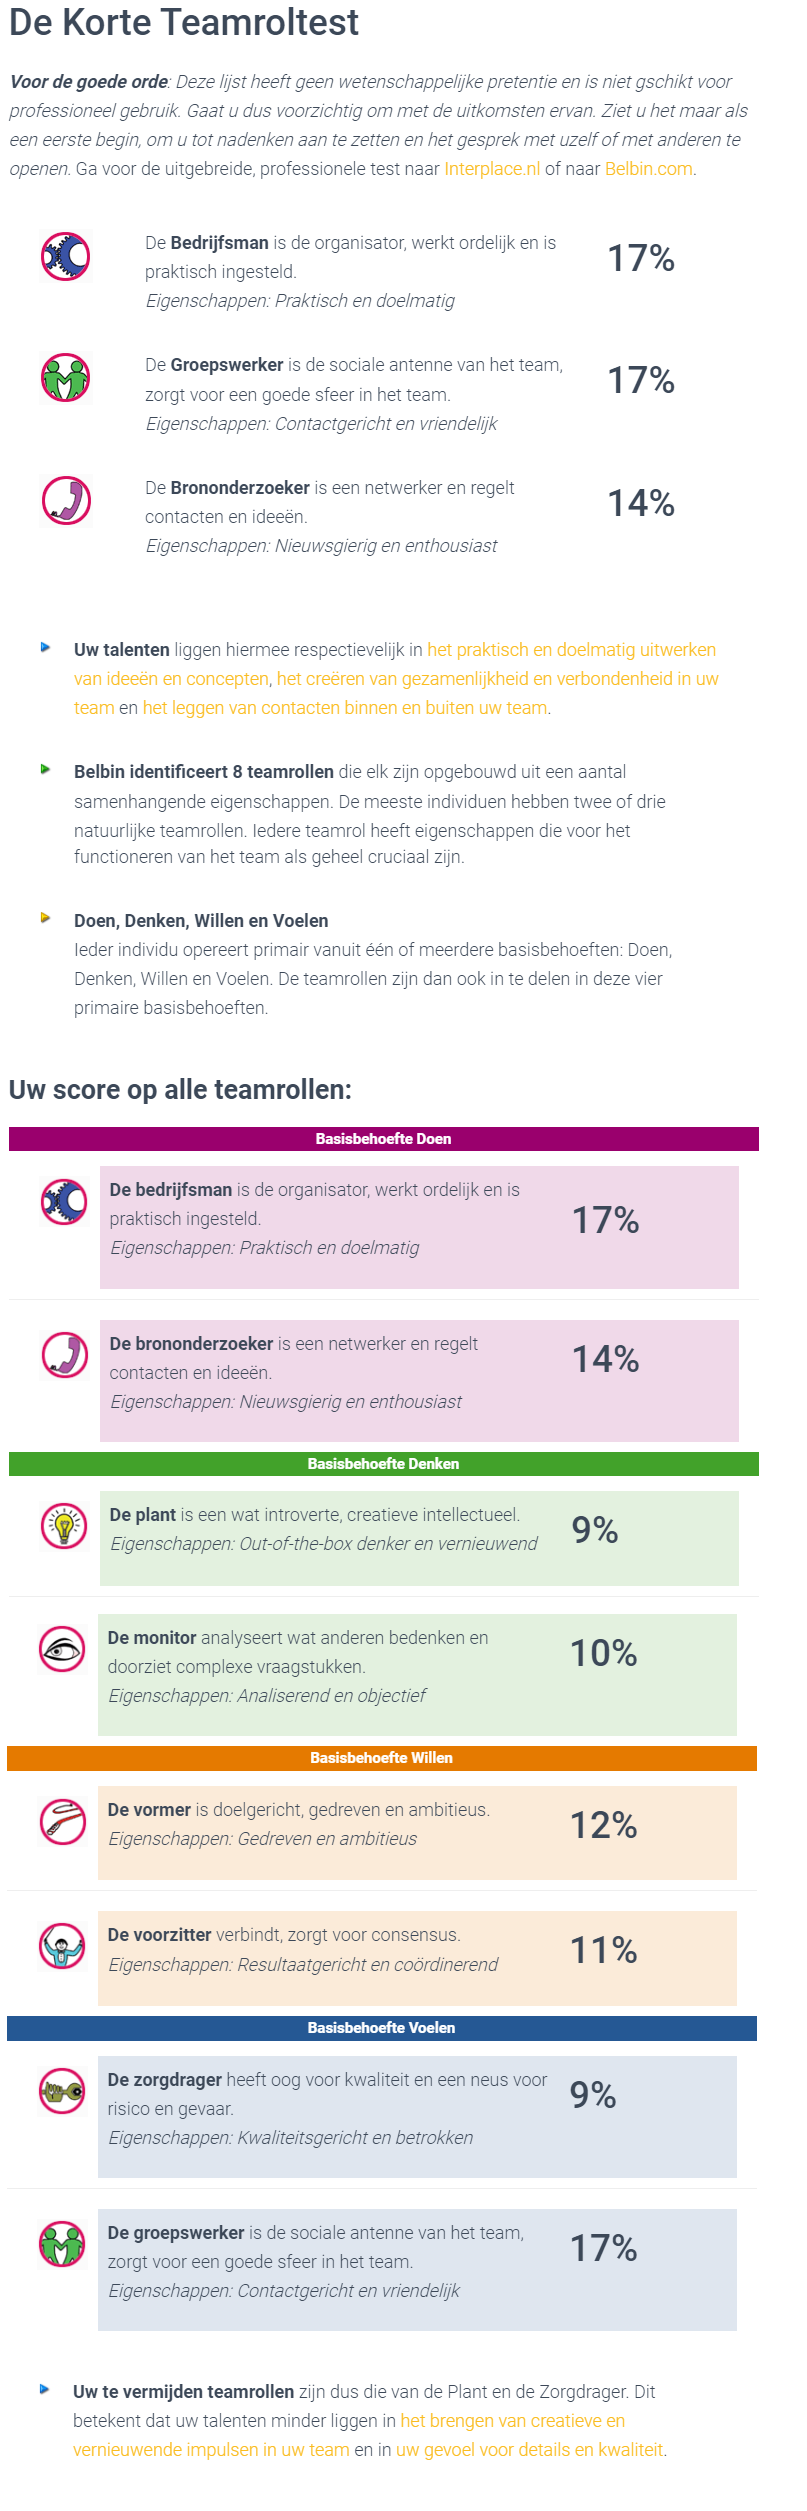 De Korte Teamroltest
Voor de goede orde: Deze lijst heeft geen wetenschappelijke pretentie en is niet gschikt voor
professioneel gebruik. Gaat u dus voorzichtig om met de uitkomsten ervan. Ziet u het maar als
een eerste begin, om u tot nadenken aan te zetten en het gesprek met uzelf of met anderen te
openen. Ga voor de uitgebreide, professionele test naar Interplace.nl of naar Belbin.com.
De Bedrijfsman is de organisator, werkt ordelijk en is
praktisch ingesteld.
Eigenschappen: Praktisch en doelmatig
17%
De Groepswerker is de sociale antenne van het team,
zorgt voor een goede sfeer in het team.
Eigenschappen: Contactgericht en vriendelijk
17%
De Brononderzoeker is een netwerker en regelt
contacten en ideeën.
Eigenschappen: Nieuwsgierig en enthousiast
14%
Uw talenten liggen hiermee respectievelijk in het praktisch en doelmatig uitwerken
van ideeën en concepten, het creëren van gezamenlijkheid en verbondenheid in uw
team en het leggen van contacten binnen en buiten uw team.
Belbin identificeert 8 teamrollen die elk zijn opgebouwd uit een aantal
samenhangende eigenschappen. De meeste individuen hebben twee of drie
natuurlijke teamrollen. Iedere teamrol heeft eigenschappen die voor het
functioneren van het team als geheel cruciaal zijn.
Doen, Denken, Willen en Voelen
Ieder individu opereert primair vanuit één of meerdere basisbehoeften: Doen,
Denken, Willen en Voelen. De teamrollen zijn dan ook in te delen in deze vier
primaire basisbehoeften.
Uw score op alle teamrollen:
Basisbehoefte Doen
De bedrijfsman is de organisator, werkt ordelijk en is
praktisch ingesteld.
Eigenschappen: Praktisch en doelmatig
17%
De brononderzoeker is een netwerker en regelt
contacten en ideeën.
Eigenschappen: Nieuwsgierig en enthousiast
14%
Basisbehoefte Denken
De plant is een wat introverte, creatieve intellectueel.
Eigenschappen: Out-of-the-box denker en vernieuwend
9%
De monitor analyseert wat anderen bedenken en
doorziet complexe vraagstukken.
Eigenschappen: Analiserend en objectief
10%
Basisbehoefte Willen
De vormer is doelgericht, gedreven en ambitieus.
Eigenschappen: Gedreven en ambitieus
12%
De voorzitter verbindt, zorgt voor consensus.
Eigenschappen: Resultaatgericht en coördinerend
11%
Basisbehoefte Voelen
De zorgdrager heeft oog voor kwaliteit en een neus voor
risico en gevaar.
Eigenschappen: Kwaliteitsgericht en betrokken
9%
De groepswerker is de sociale antenne van het team,
zorgt voor een goede sfeer in het team.
Eigenschappen: Contactgericht en vriendelijk
17%
Uw te vermijden teamrollen zijn dus die van de Plant en de Zorgdrager. Dit
betekent dat uw talenten minder liggen in het brengen van creatieve en
vernieuwende impulsen in uw team en in uw gevoel voor details en kwaliteit.